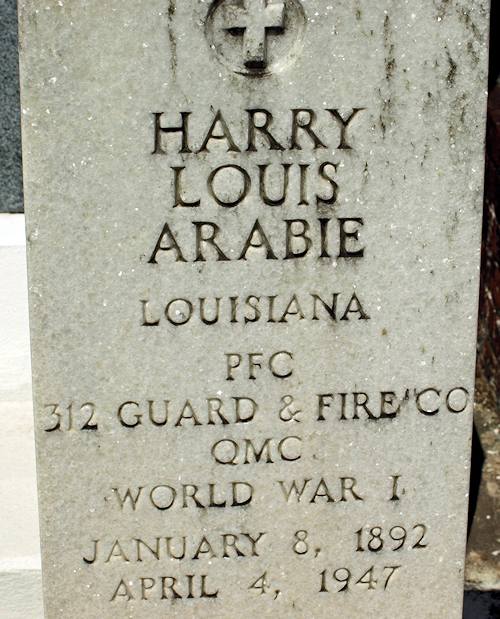 HARRY
LOUIS
ARABIE
LOUISIANA
PFC
312 GUARD & FIRE CO
QMC
WORLD WAR I
JANUARY 8, 1892
APRIL 4, 1947